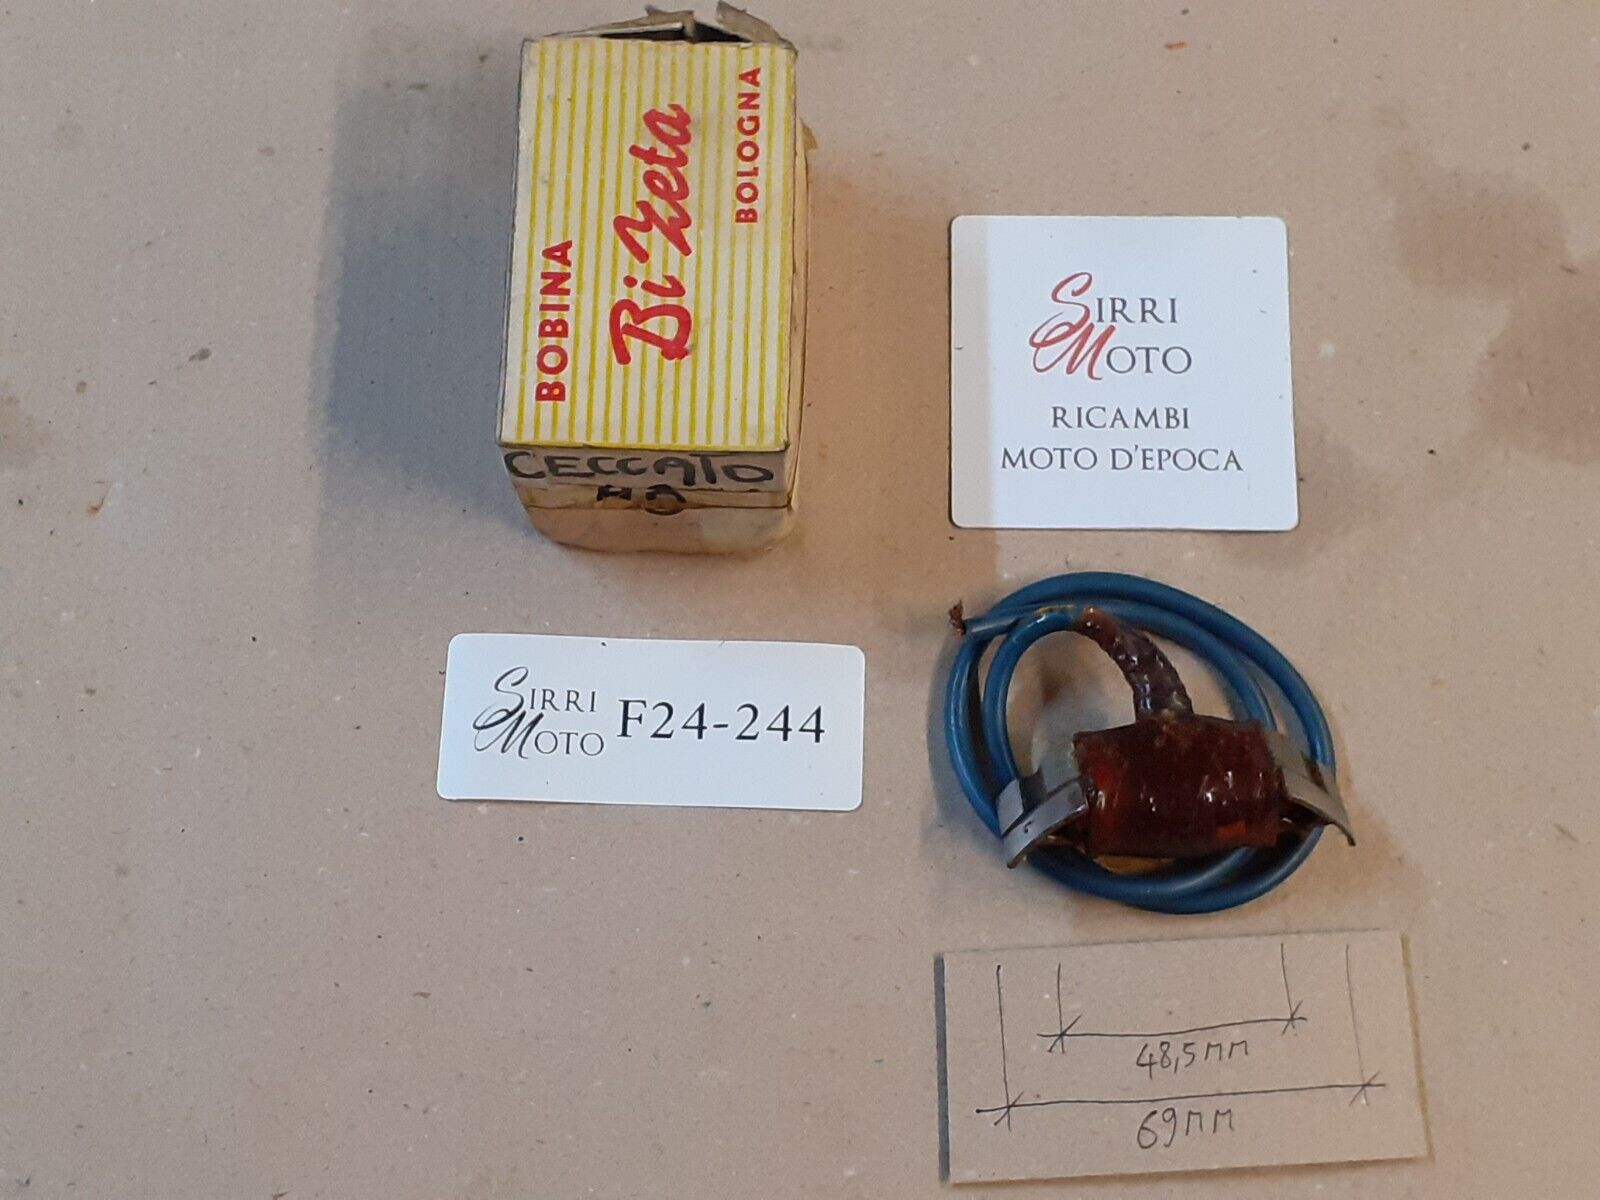 BOBINA
Bi Zeta
BOLOGNA
CECCATO
SIRRI
MOTO
RICAMBI
MOTO D'EPOCA
SIRRI
MOTO
F24-244
48,5mm
69mm